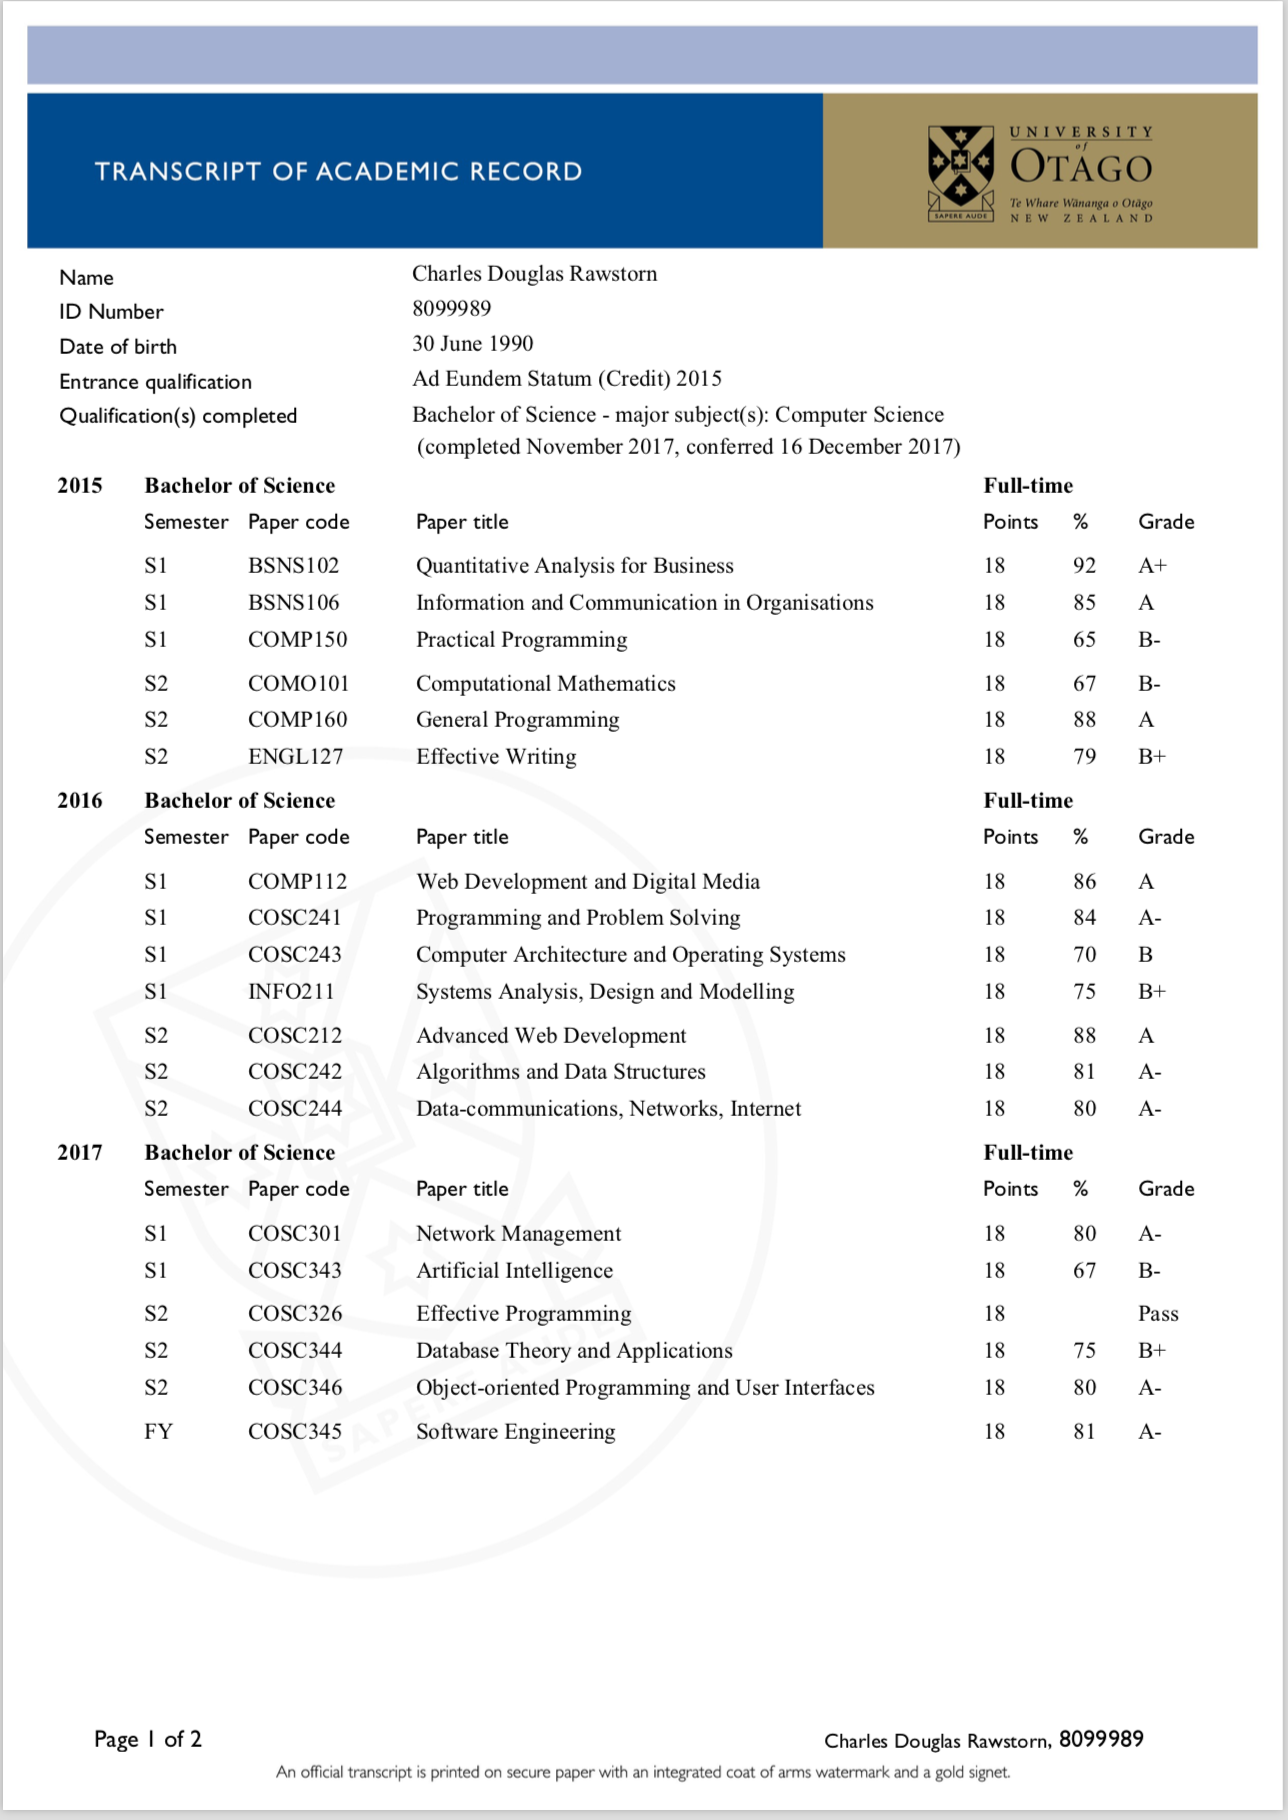 TRANSCRIPT OF ACADEMIC RECORD
UNIVERSITY
of
OTAGO
Te Whare Wānanga o Otāgo
NEW ZEALAND
SAPERE AUDE
Name Charles Douglas Rawstorn
ID Number 8099989
Date of birth 30 June 1990
Entrance qualification Ad Eundem Statum (Credit) 2015
Qualification(s) completed Bachelor of Science - major subject(s): Computer Science
(completed November 2017, conferred 16 December 2017)
2015 Bachelor of Science Full-time
Semester Paper code Paper title Points % Grade
S1 BSNS102 Quantitative Analysis for Business 18 92 A+
S1 BSNS106 Information and Communication in Organisations 18 85 A
S1 COMP150 Practical Programming 18 65 B-
S2 COMO101 Computational Mathematics 18 67 B-
S2 COMP160 General Programming 18 88 A
S2 ENGL127 Effective Writing 18 79 B+
2016 Bachelor of Science Full-time
Semester Paper code Paper title Points % Grade
S1 COMP112 Web Development and Digital Media 18 86 A
S1 COSC241 Programming and Problem Solving 18 84 A-
S1 COSC243 Computer Architecture and Operating Systems 18 70 B
S1 INFO211 Systems Analysis, Design and Modelling 18 75 B+
S2 COSC212 Advanced Web Development 18 88 A
S2 COSC242 Algorithms and Data Structures 18 81 A-
S2 COSC244 Data-communications, Networks, Internet 18 80 A-
2017 Bachelor of Science Full-time
Semester Paper code Paper title Points % Grade
S1 COSC301 Network Management 18 80 A-
S1 COSC343 Artificial Intelligence 18 67 B-
S2 COSC326 Effective Programming 18 Pass
S2 COSC344 Database Theory and Applications 18 75 B+
S2 COSC346 Object-oriented Programming and User Interfaces 18 80 A-
FY COSC345 Software Engineering 18 81 A-
SAPERE AUDE
Page 1 of 2 Charles Douglas Rawstorn, 8099989
An official transcript is printed on secure paper with an integrated coat of arms watermark and a gold signet.